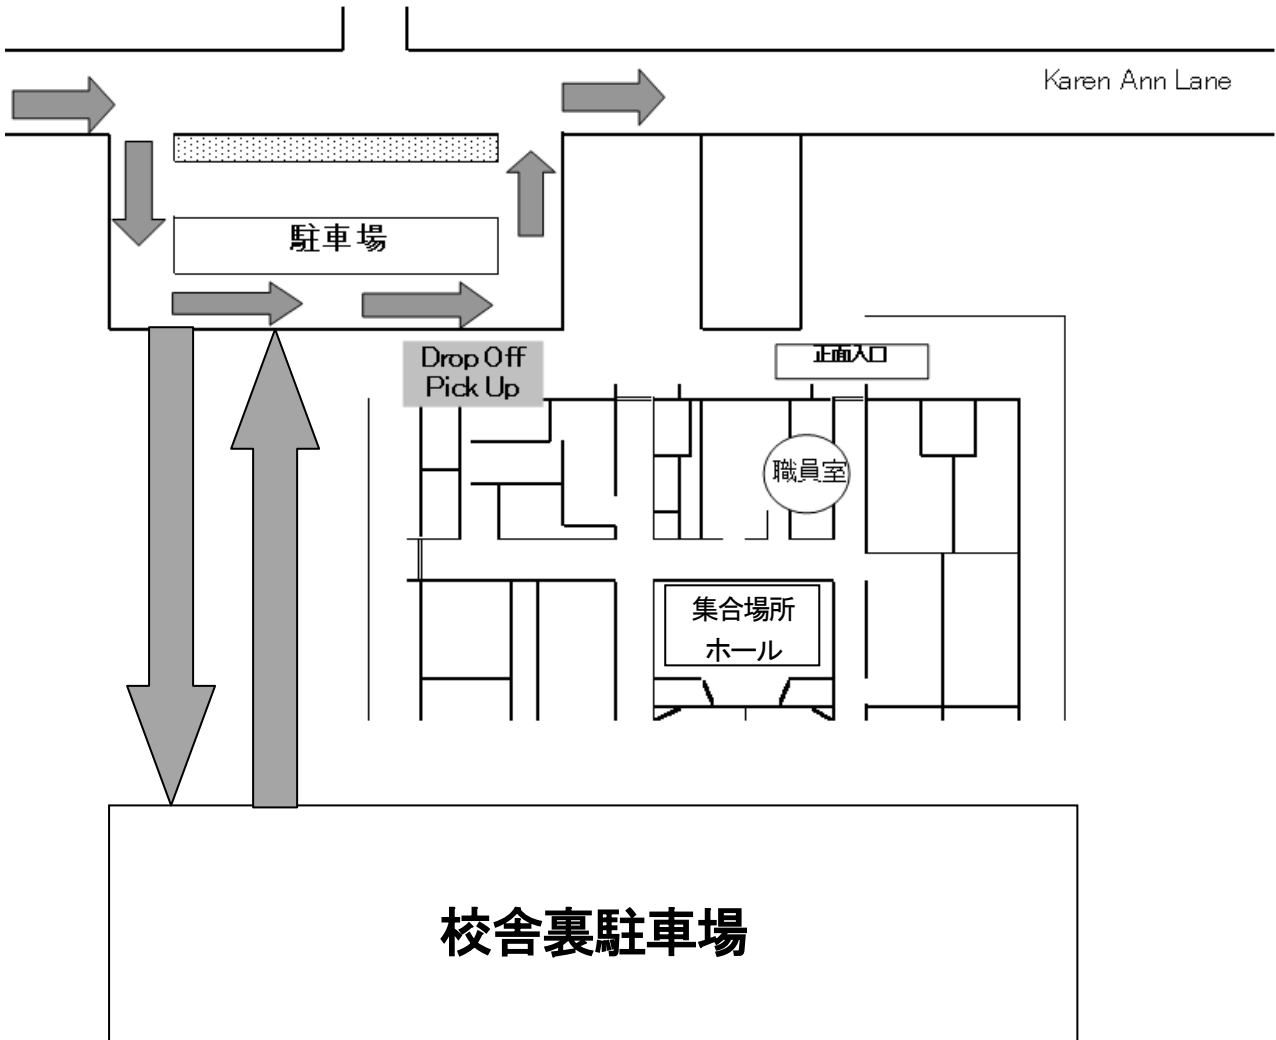 Karen Ann Lane
駐車場
Drop Off
Pick Up
正面入口
職員室
集合場所
ホール
校舎裏駐車場